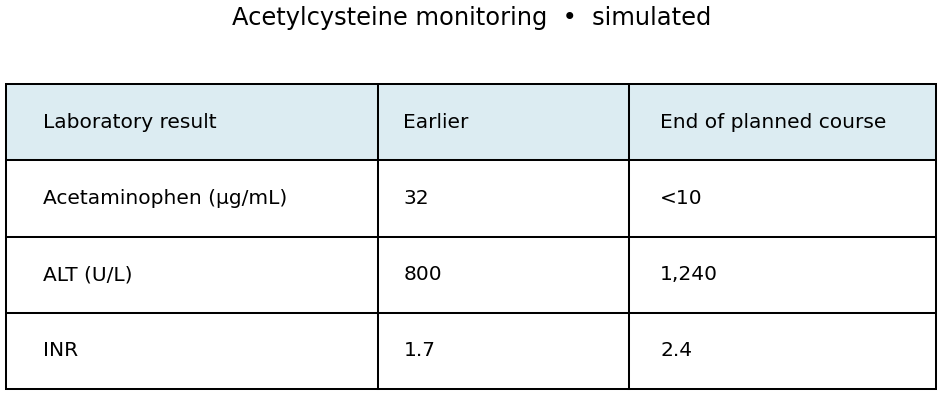 Acetylcysteine monitoring • simulated
Laboratory result Earlier End of planned course
Acetaminophen (µg/mL) 32 <10
ALT (U/L) 800 1,240
INR 1.7 2.4